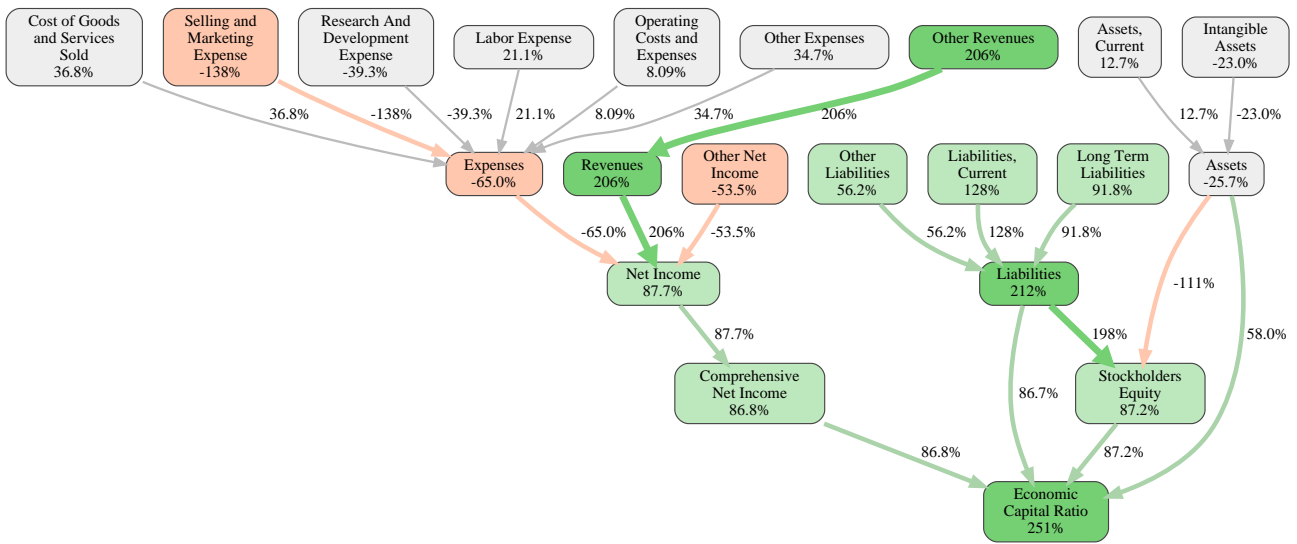 Cost of Goods
and Services
Sold
36.8%
Selling and
Marketing
Expense
-138%
Research And
Development
Expense
-39.3%
Labor Expense
21.1%
Operating
Costs and
Expenses
8.09%
Other Expenses
34.7%
Other Revenues
206%
Assets,
Current
12.7%
Intangible
Assets
-23.0%
36.8%
-138%
-39.3%
21.1%
8.09%
34.7%
206%
12.7%
-23.0%
Expenses
-65.0%
Revenues
206%
Other Net
Income
-53.5%
Other
Liabilities
56.2%
Liabilities,
Current
128%
Long Term
Liabilities
91.8%
Assets
-25.7%
-65.0%
206%
-53.5%
56.2%
128%
91.8%
Net Income
87.7%
Liabilities
212%
-111%
87.7%
198%
58.0%
Comprehensive
Net Income
86.8%
86.7%
Stockholders
Equity
87.2%
86.8%
87.2%
Economic
Capital Ratio
251%